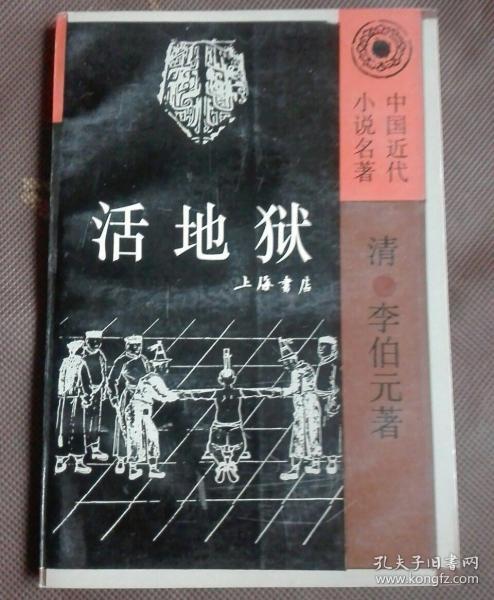 中国近代
小说名著
活地狱
上海书店
清●李伯元著
孔夫子旧书网
www.kongfz.com